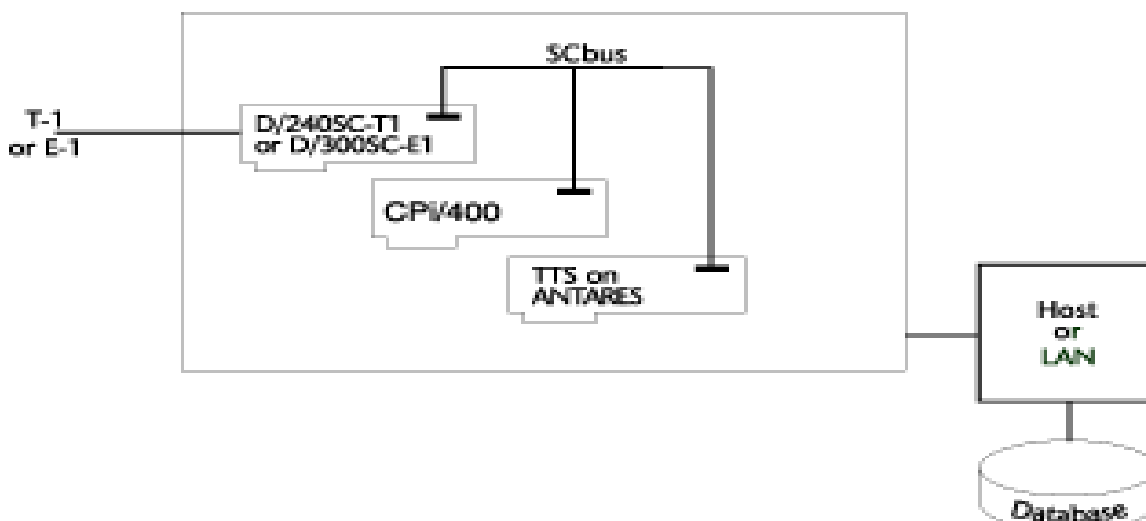 SCbus
T-1
or E-1
D/240SC-T1
or D/300SC-E1
CPi/400
TTS on
ANTARES
Host
or
LAN
Database